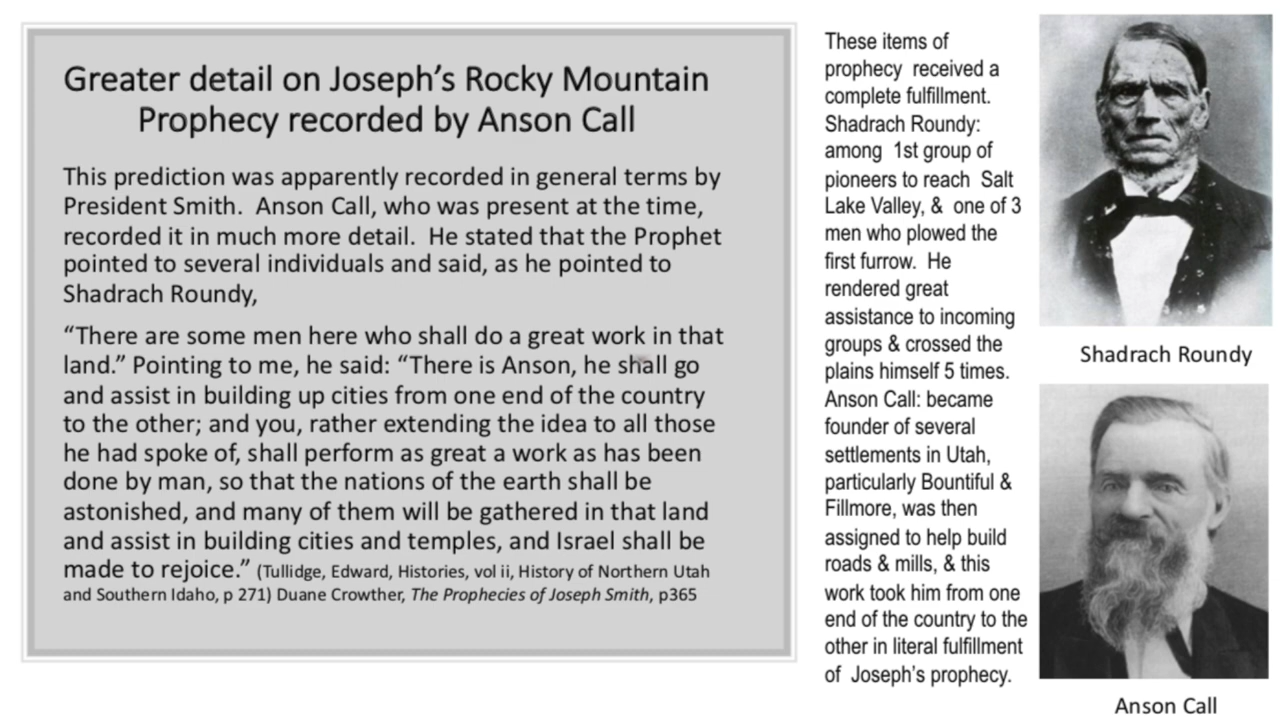 Greater detail on Joseph’s Rocky Mountain
Prophecy recorded by Anson Call
This prediction was apparently recorded in general terms by
President Smith.  Anson Call, who was present at the time,
recorded it in much more detail.  He stated that the Prophet
pointed to several individuals and said, as he pointed to
Shadrach Roundy,
“There are some men here who shall do a great work in that
land.” Pointing to me, he said: “There is Anson, he shall go
and assist in building up cities from one end of the country
to the other; and you, rather extending the idea to all those
he had spoke of, shall perform as great a work as has been
done by man, so that the nations of the earth shall be
astonished, and many of them will be gathered in that land
and assist in building cities and temples, and Israel shall be
made to rejoice.” (Tullidge, Edward, Histories, vol ii, History of Northern Utah
and Southern Idaho, p 271) Duane Crowther, The Prophecies of Joseph Smith, p365
These items of
prophecy  received a
complete fulfillment.
Shadrach Roundy:
among  1st group of
pioneers to reach  Salt
Lake Valley, &  one of 3
men who plowed the
first furrow.  He
rendered great
assistance to incoming
groups & crossed the
plains himself 5 times.
Anson Call: became
founder of several
settlements in Utah,
particularly Bountiful &
Fillmore, was then
assigned to help build
roads & mills, & this
work took him from one
end of the country to the
other in literal fulfillment
of  Joseph’s prophecy.
Shadrach Roundy
Anson Call